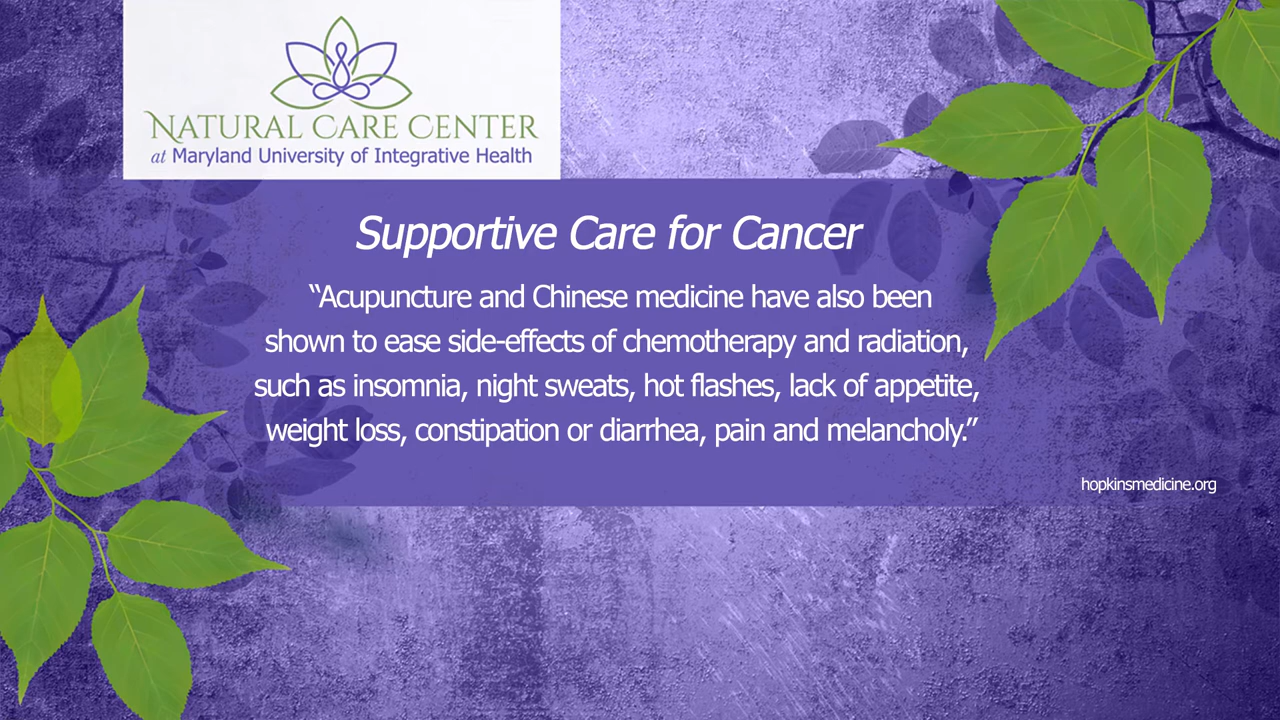 NATURAL CARE CENTER
at Maryland University of Integrative Health
Supportive Care for Cancer
“Acupuncture and Chinese medicine have also been
shown to ease side-effects of chemotherapy and radiation,
such as insomnia, night sweats, hot flashes, lack of appetite,
weight loss, constipation or diarrhea, pain and melancholy.”
hopkinsmedicine.org